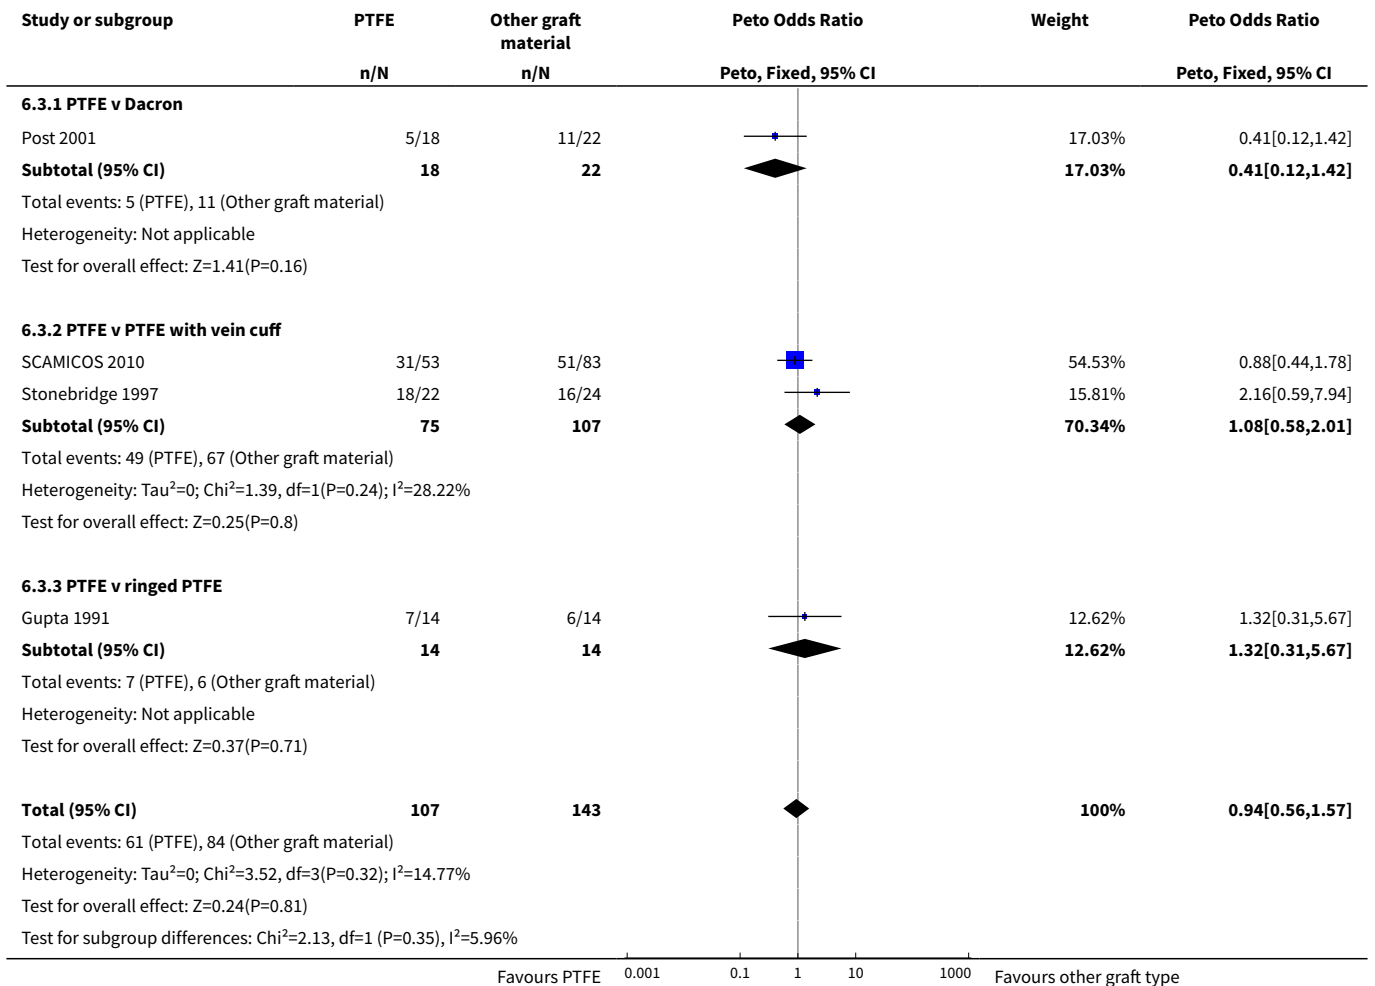 Study or subgroup PTFE Other graft material Peto Odds Ratio Weight Peto Odds Ratio
n/N n/N Peto, Fixed, 95% CI Peto, Fixed, 95% CI
6.3.1 PTFE v Dacron
Post 2001 5/18 11/22 17.03% 0.41[0.12,1.42]
Subtotal (95% CI) 18 22 17.03% 0.41[0.12,1.42]
Total events: 5 (PTFE), 11 (Other graft material)
Heterogeneity: Not applicable
Test for overall effect: Z=1.41(P=0.16)
6.3.2 PTFE v PTFE with vein cuff
SCAMICOS 2010 31/53 51/83 54.53% 0.88[0.44,1.78]
Stonebridge 1997 18/22 16/24 15.81% 2.16[0.59,7.94]
Subtotal (95% CI) 75 107 70.34% 1.08[0.58,2.01]
Total events: 49 (PTFE), 67 (Other graft material)
Heterogeneity: Tau²=0; Chi²=1.39, df=1(P=0.24); I²=28.22%
Test for overall effect: Z=0.25(P=0.8)
6.3.3 PTFE v ringed PTFE
Gupta 1991 7/14 6/14 12.62% 1.32[0.31,5.67]
Subtotal (95% CI) 14 14 12.62% 1.32[0.31,5.67]
Total events: 7 (PTFE), 6 (Other graft material)
Heterogeneity: Not applicable
Test for overall effect: Z=0.37(P=0.71)
Total (95% CI) 107 143 100% 0.94[0.56,1.57]
Total events: 61 (PTFE), 84 (Other graft material)
Heterogeneity: Tau²=0; Chi²=3.52, df=3(P=0.32); I²=14.77%
Test for overall effect: Z=0.24(P=0.81)
Test for subgroup differences: Chi²=2.13, df=1 (P=0.35), I²=5.96%
Favours PTFE 0.001 0.1 1 10 1000 Favours other graft type